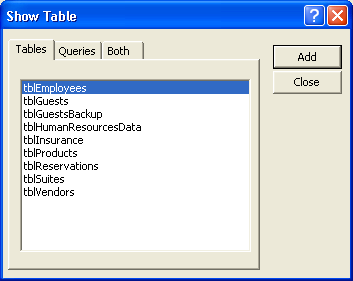 Show Table
Tables Queries Both
Add
Close
tblEmployees
tblGuests
tblGuestsBackup
tblHumanResourcesData
tblInsurance
tblProducts
tblReservations
tblSuites
tblVendors